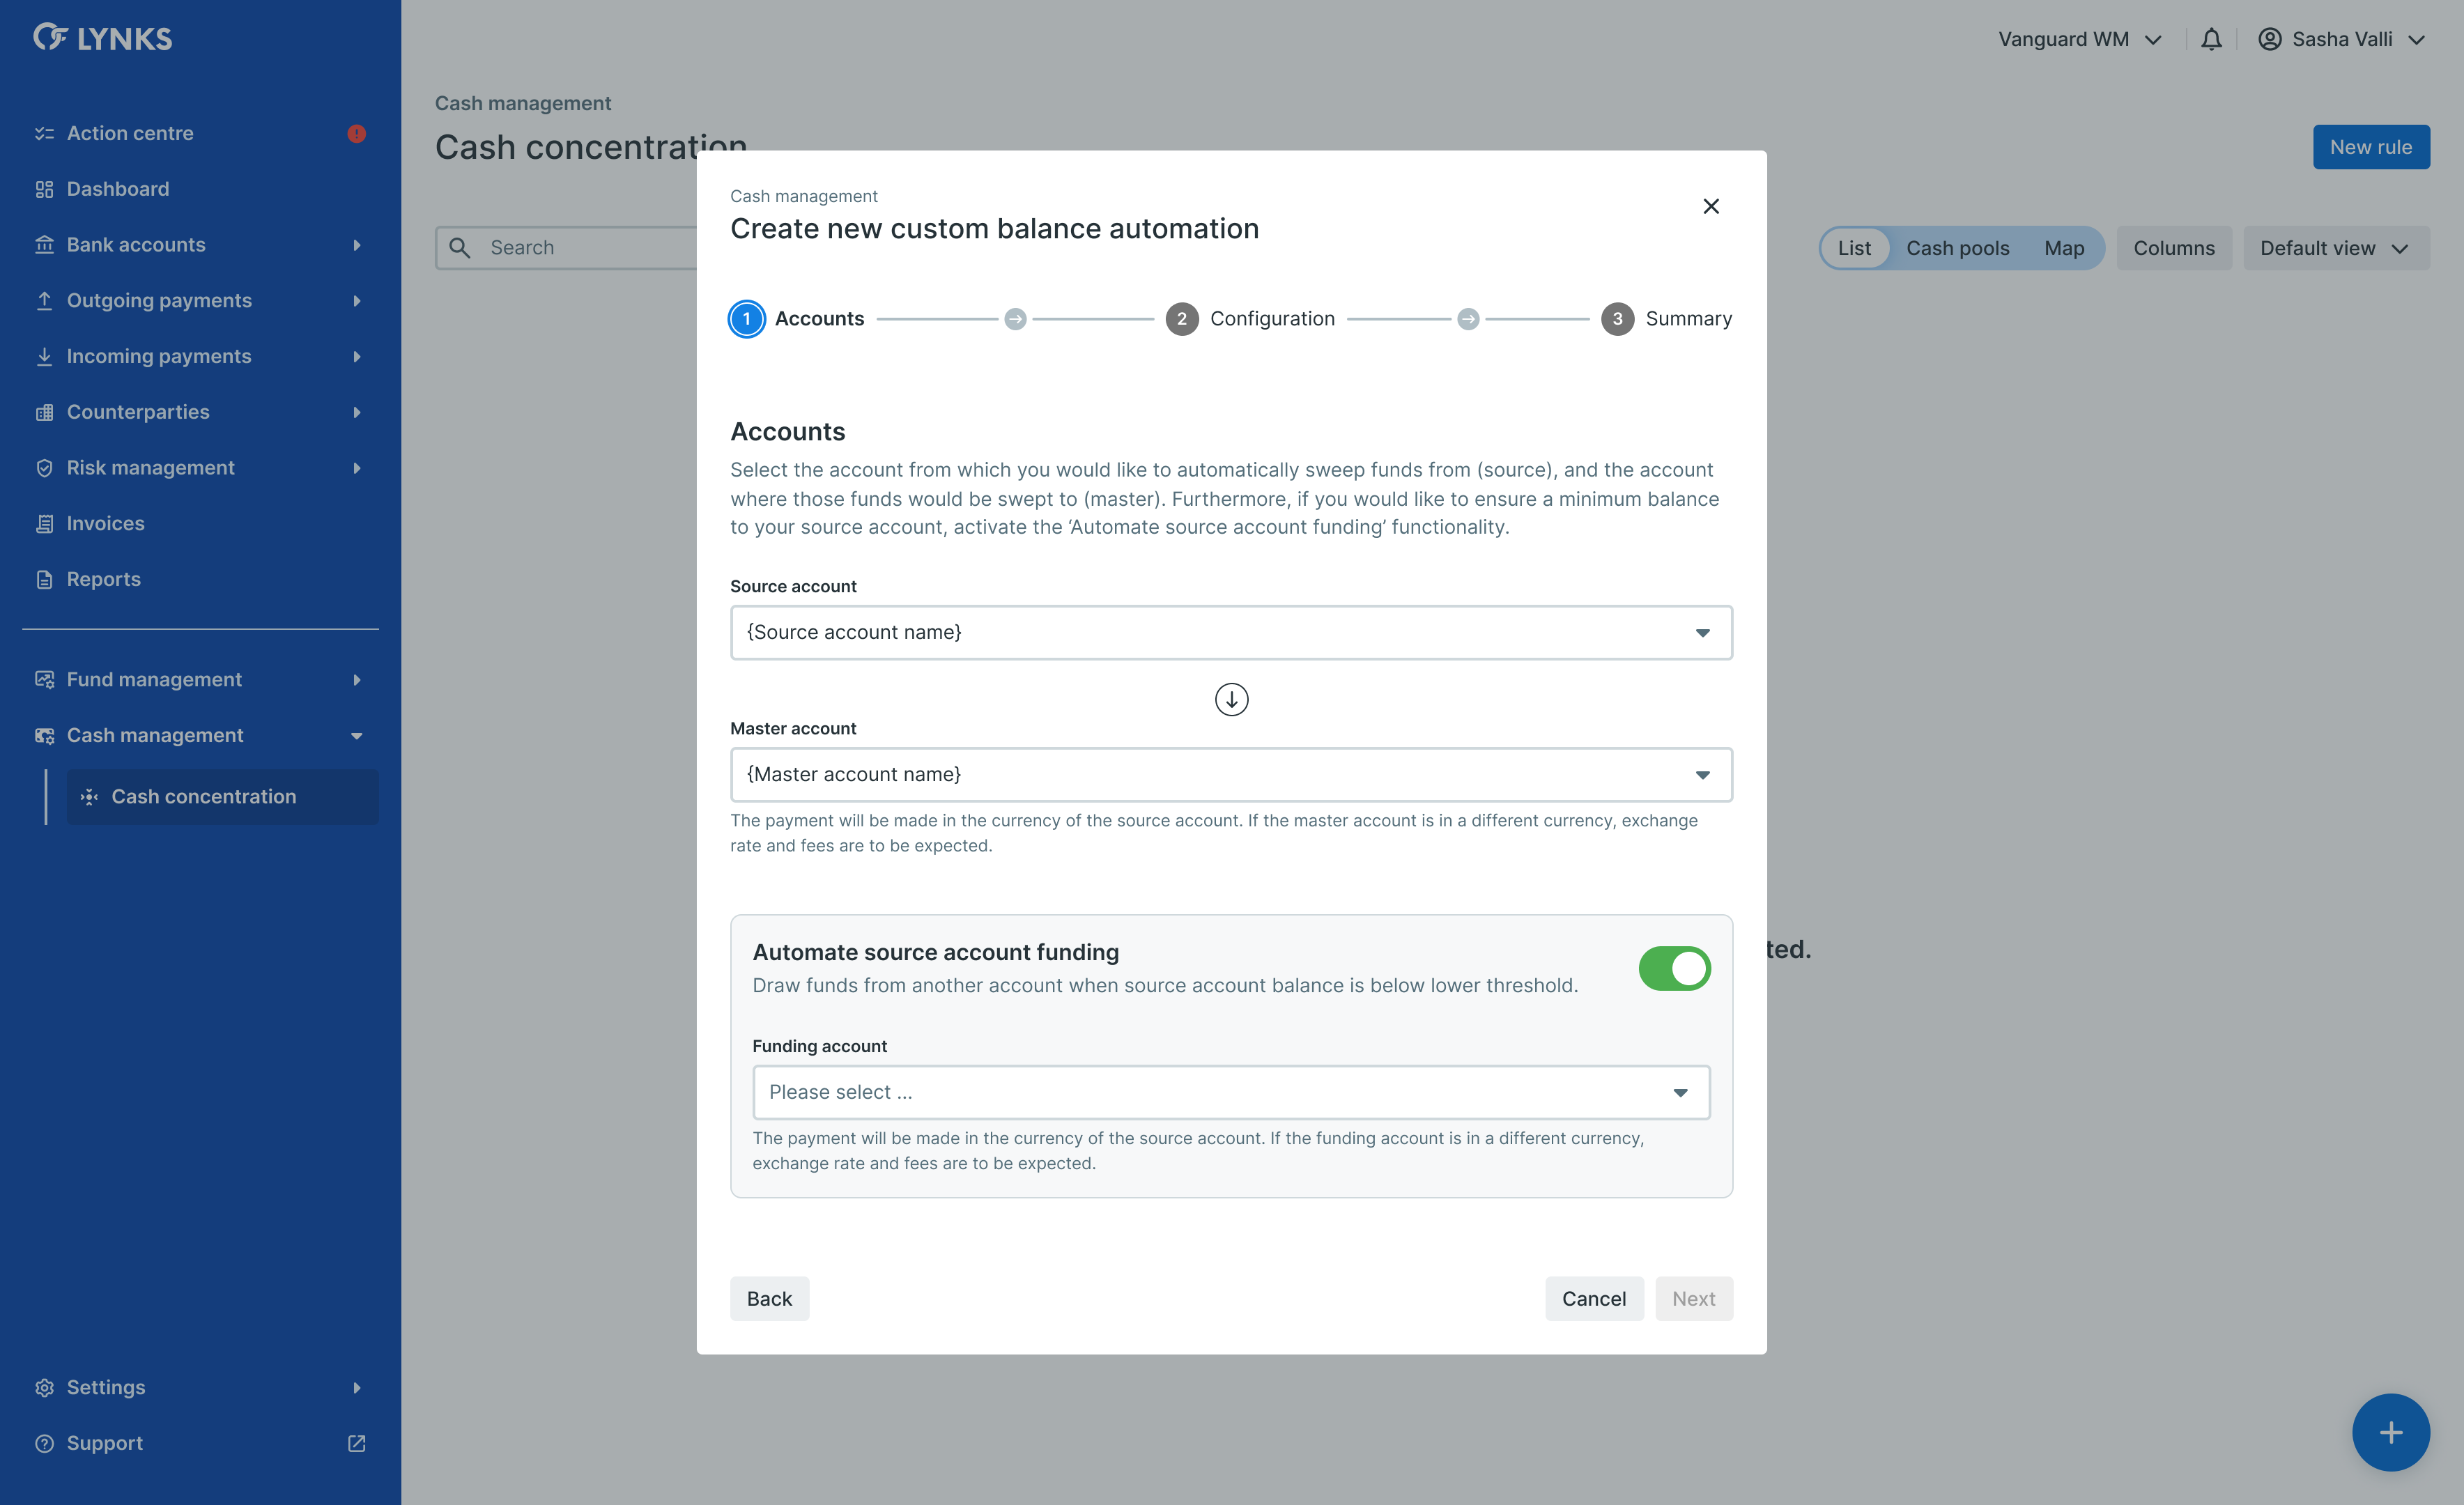 LYNKS
Vanguard WM
Sasha Valli
Action centre
Dashboard
Bank accounts
Outgoing payments
Incoming payments
Counterparties
Risk management
Invoices
Reports
Fund management
Cash management
Cash concentration
Settings
Support
Cash management
Cash concentration
New rule
Search
List
Cash pools
Map
Columns
Default view
Cash management
Create new custom balance automation
1 Accounts
2 Configuration
3 Summary
Accounts
Select the account from which you would like to automatically sweep funds from (source), and the account
where those funds would be swept to (master). Furthermore, if you would like to ensure a minimum balance
to your source account, activate the ‘Automate source account funding’ functionality.
Source account
{Source account name}
Master account
{Master account name}
The payment will be made in the currency of the source account. If the master account is in a different currency, exchange
rate and fees are to be expected.
Automate source account funding
Draw funds from another account when source account balance is below lower threshold.
Funding account
Please select ...
The payment will be made in the currency of the source account. If the funding account is in a different currency,
exchange rate and fees are to be expected.
ted.
Back
Cancel
Next